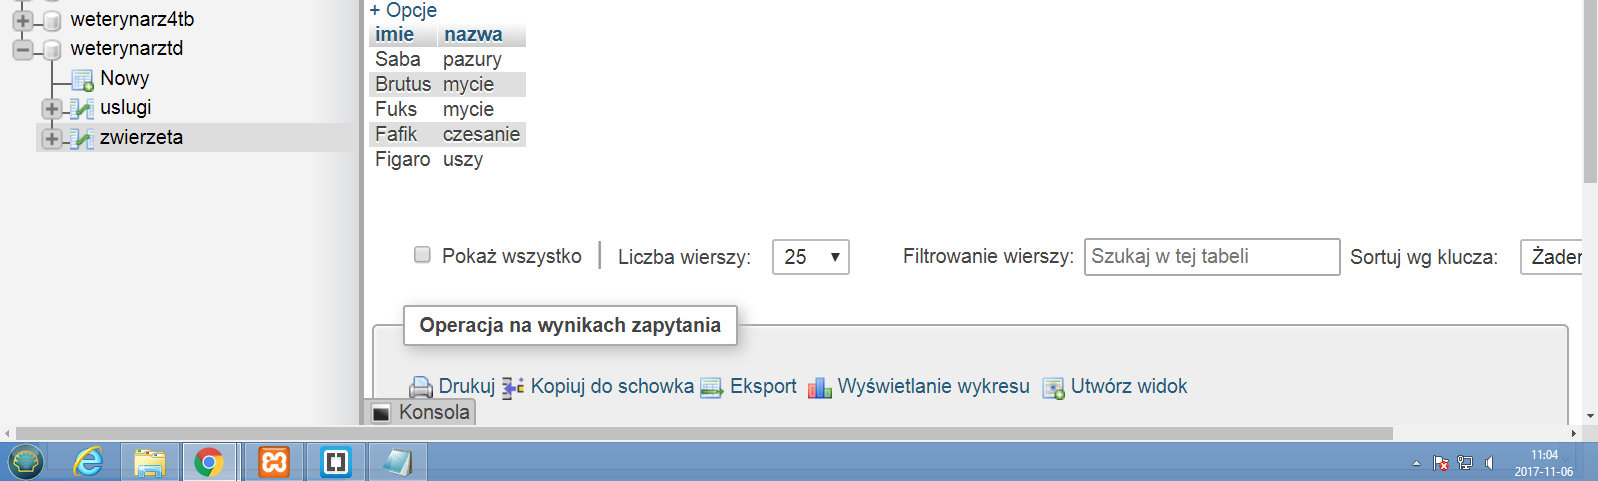 weterynarz4tb
weterynarztd
Nowy
uslugi
zwierzeta
+ Opcje
imie nazwa
Saba pazury
Brutus mycie
Fuks mycie
Fafik czesanie
Figaro uszy
Pokaż wszystko | Liczba wierszy: 25 Filtrowanie wierszy: Szukaj w tej tabeli Sortuj wg klucza: Żaden
Operacja na wynikach zapytania
Drukuj Kopiuj do schowka Eksport Wyświetlanie wykresu Utwórz widok
Konsola
11:04
2017-11-06